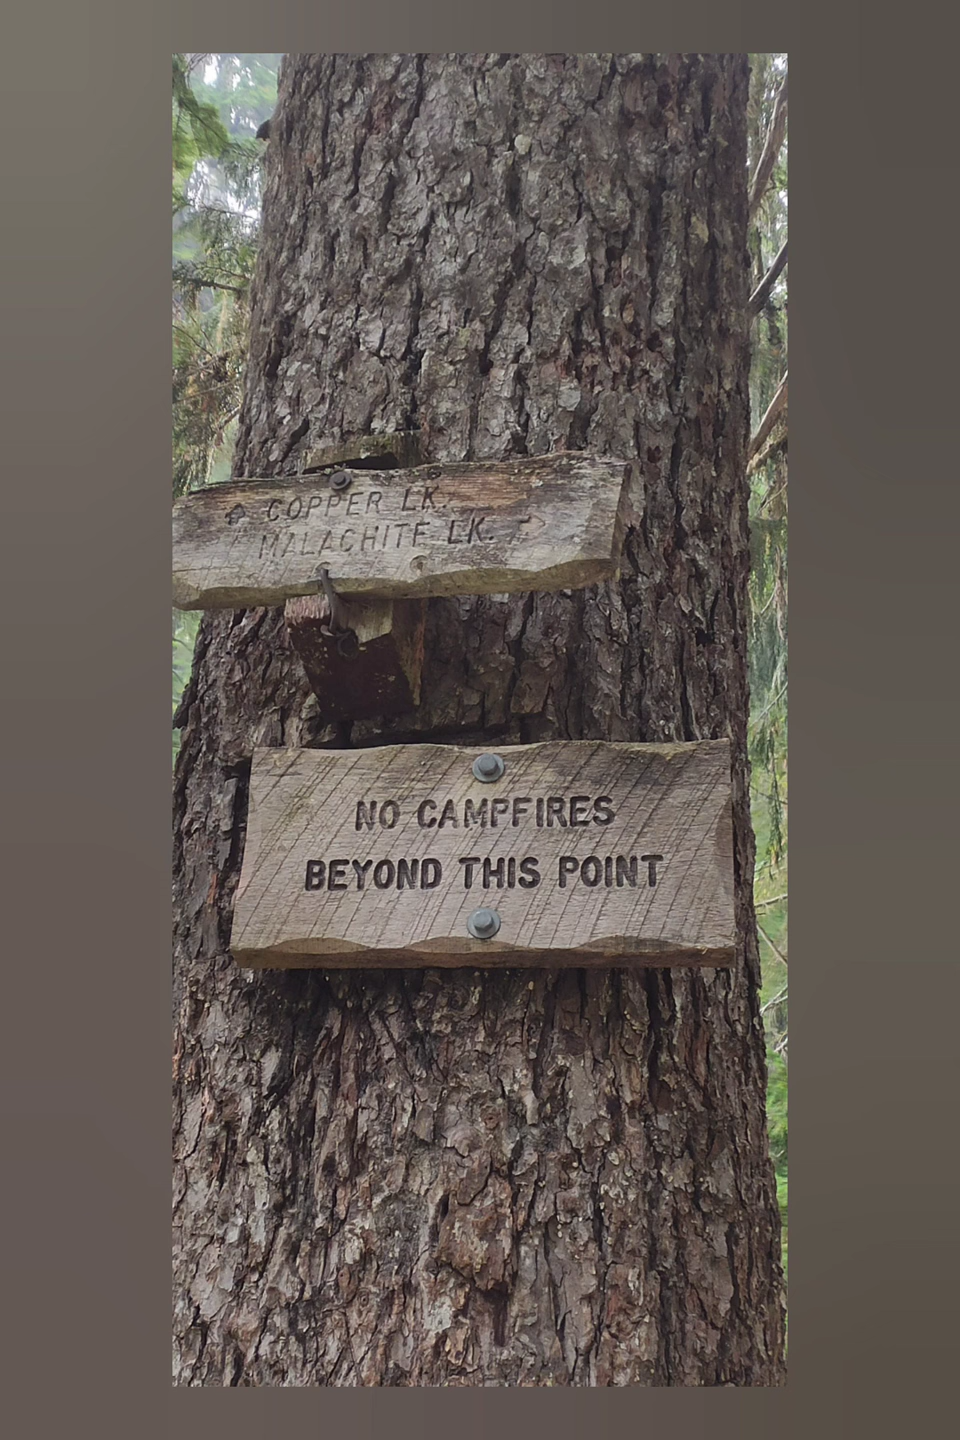 COPPER LK.
MALACHITE LK.
NO CAMPFIRES
BEYOND THIS POINT